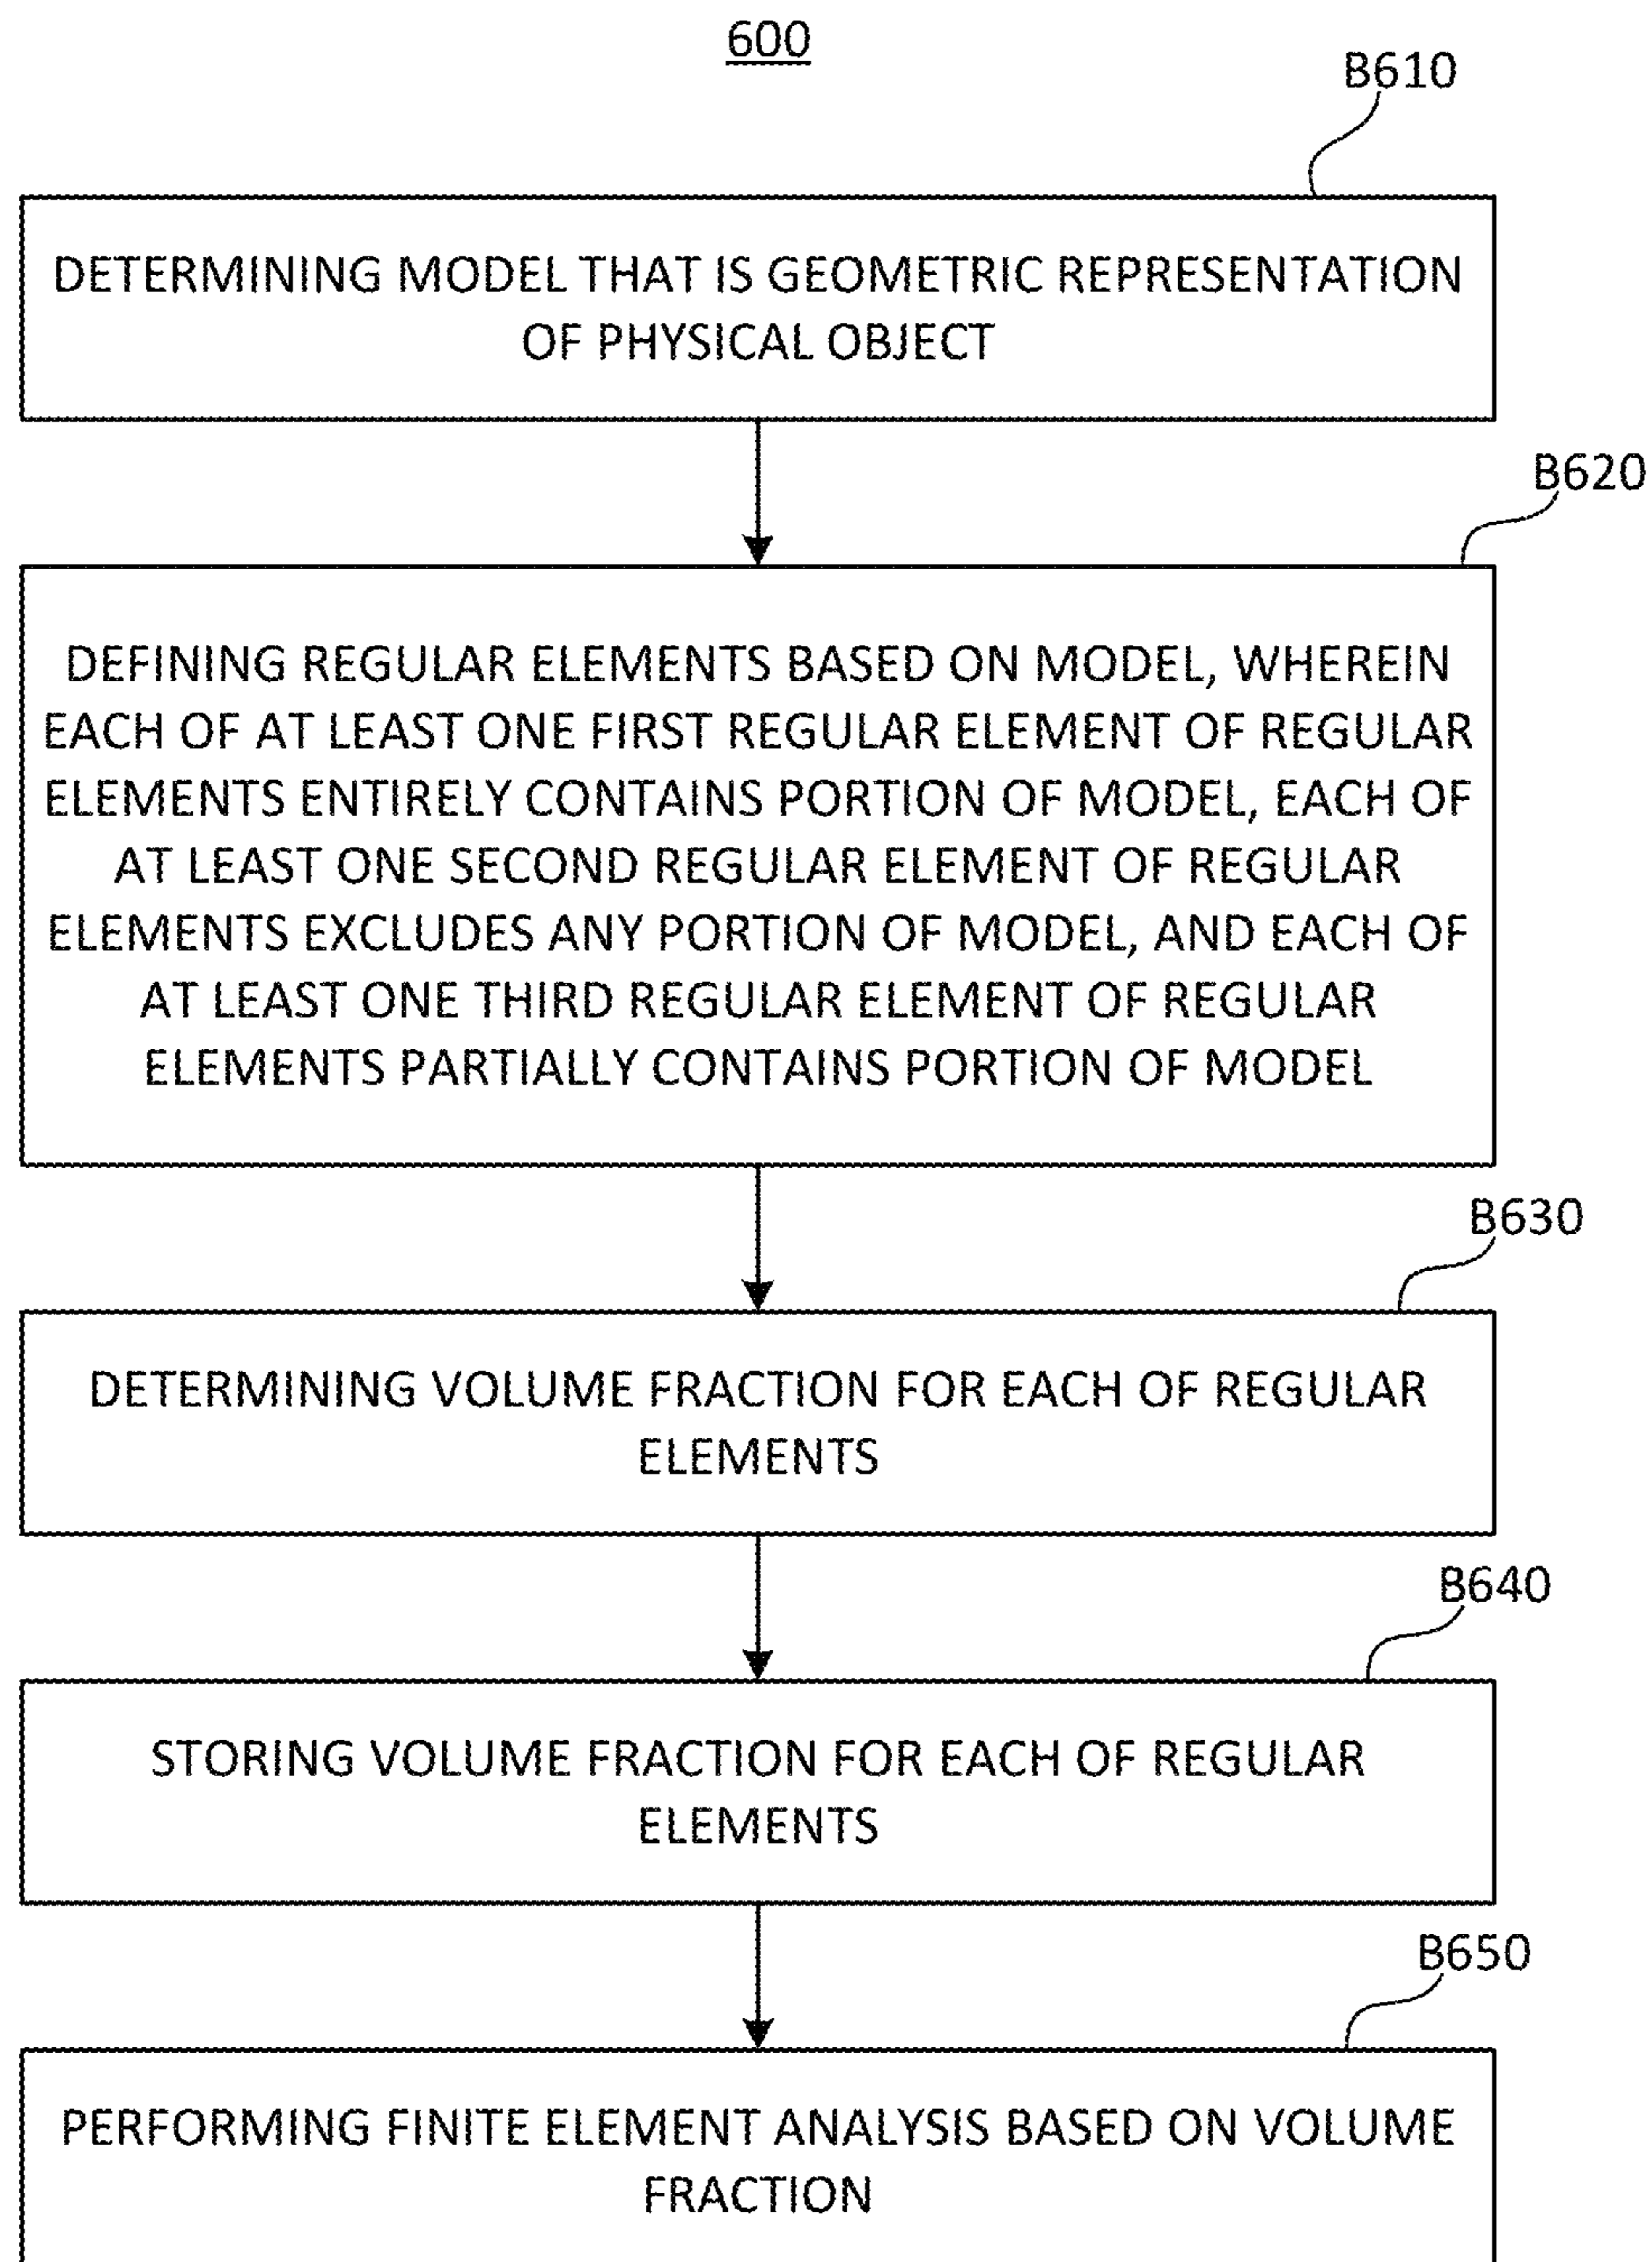 600
B610
DETERMINING MODEL THAT IS GEOMETRIC REPRESENTATION
OF PHYSICAL OBJECT
B620
DEFINING REGULAR ELEMENTS BASED ON MODEL, WHEREIN
EACH OF AT LEAST ONE FIRST REGULAR ELEMENT OF REGULAR
ELEMENTS ENTIRELY CONTAINS PORTION OF MODEL, EACH OF
AT LEAST ONE SECOND REGULAR ELEMENT OF REGULAR
ELEMENTS EXCLUDES ANY PORTION OF MODEL, AND EACH OF
AT LEAST ONE THIRD REGULAR ELEMENT OF REGULAR
ELEMENTS PARTIALLY CONTAINS PORTION OF MODEL
B630
DETERMINING VOLUME FRACTION FOR EACH OF REGULAR
ELEMENTS
B640
STORING VOLUME FRACTION FOR EACH OF REGULAR
ELEMENTS
B650
PERFORMING FINITE ELEMENT ANALYSIS BASED ON VOLUME
FRACTION